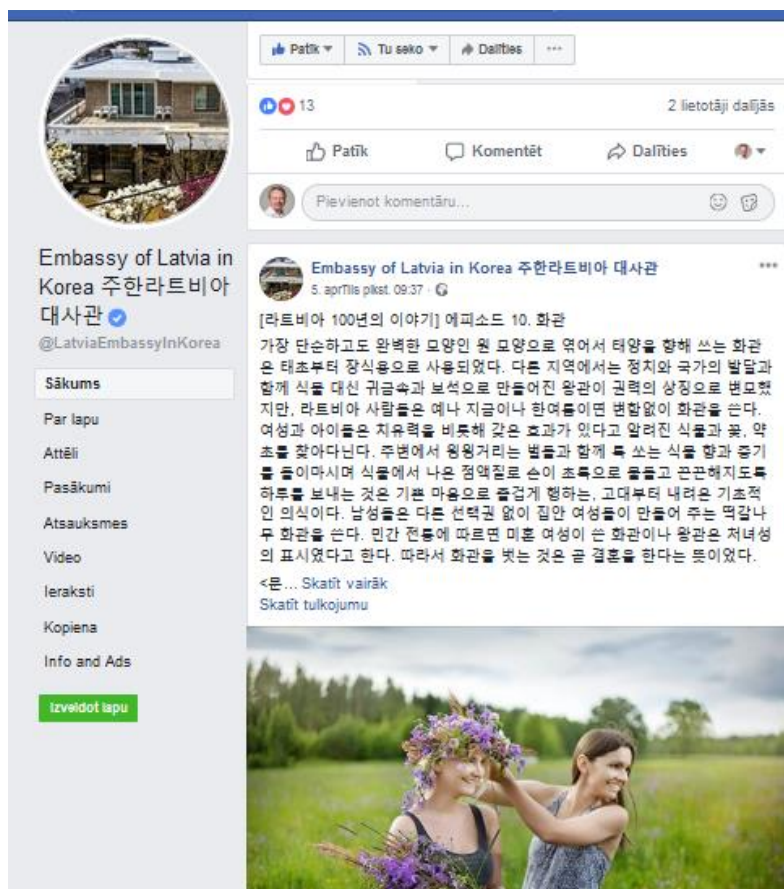 Patīk
Tu seko
Dalīties
13
2 lietotāji dalījās
Patīk
Komentēt
Dalīties
Pievienot komentāru...
Embassy of Latvia in
Korea 주한라트비아
대사관
@LatviaEmbassyInKorea
Sākums
Par lapu
Attēli
Pasākumi
Atsauksmes
Video
Ieraksti
Kopiena
Info and Ads
Izveidot lapu
Embassy of Latvia in Korea 주한라트비아 대사관
5. aprīlis plkst. 09:37 ·
[라트비아 100년의 이야기] 에피소드 10. 화관
가장 단순하고도 완벽한 모양인 원 모양으로 엮어서 태양을 향해 쓰는 화관
은 태초부터 장식용으로 사용되었다. 다른 지역에서는 정치와 국가의 발달과
함께 식물 대신 귀금속과 보석으로 만들어진 왕관이 권력의 상징으로 변모했
지만, 라트비아 사람들은 예나 지금이나 한여름이면 변함없이 화관을 쓴다.
여성과 아이들은 치유력을 비롯해 갖은 효과가 있다고 알려진 식물과 꽃, 약
초를 찾아다닌다. 주변에서 윙윙거리는 벌들과 함께 톡 쏘는 식물 향과 증기
를 들이마시며 식물에서 나온 점액질로 손이 초록으로 물들고 끈끈해지도록
하루를 보내는 것은 기쁜 마음으로 즐겁게 행하는, 고대부터 내려온 기초적
인 의식이다. 남성들은 다른 선택권 없이 집안 여성들이 만들어 주는 떡갈나
무 화관을 쓴다. 민간 전통에 따르면 미혼 여성이 쓴 화관이나 왕관은 처녀성
의 표시였다고 한다. 따라서 화관을 벗는 것은 곧 결혼을 한다는 뜻이었다.
<문... Skatīt vairāk
Skatīt tulkojumu